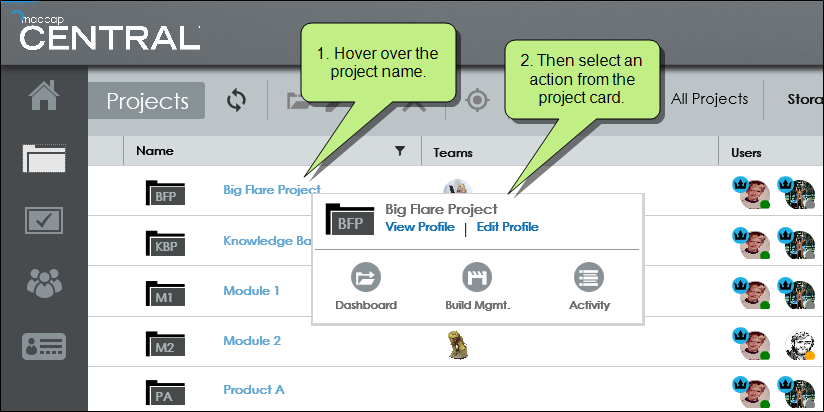 madcap
CENTRAL
1. Hover over the
project name.
2. Then select an
action from the
project card.
Projects
All Projects
Stora
Name
Teams
Users
BFP
Big Flare Project
BFP
Big Flare Project
View Profile | Edit Profile
KBP
Knowledge Ba
Dashboard
Build Mgmt.
Activity
M1
Module 1
M2
Module 2
PA
Product A